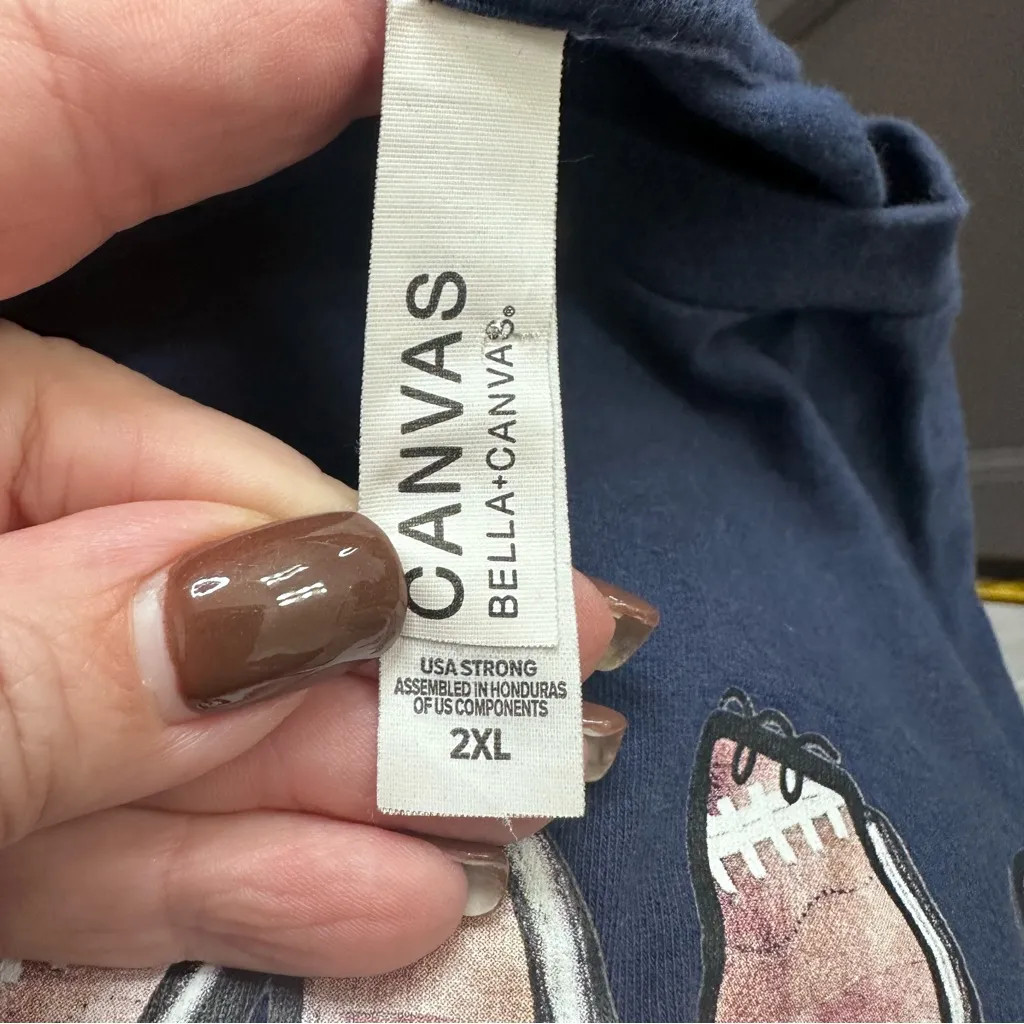 CANVAS
BELLA+CANVAS®
USA STRONG
ASSEMBLED IN HONDURAS
OF US COMPONENTS
2XL